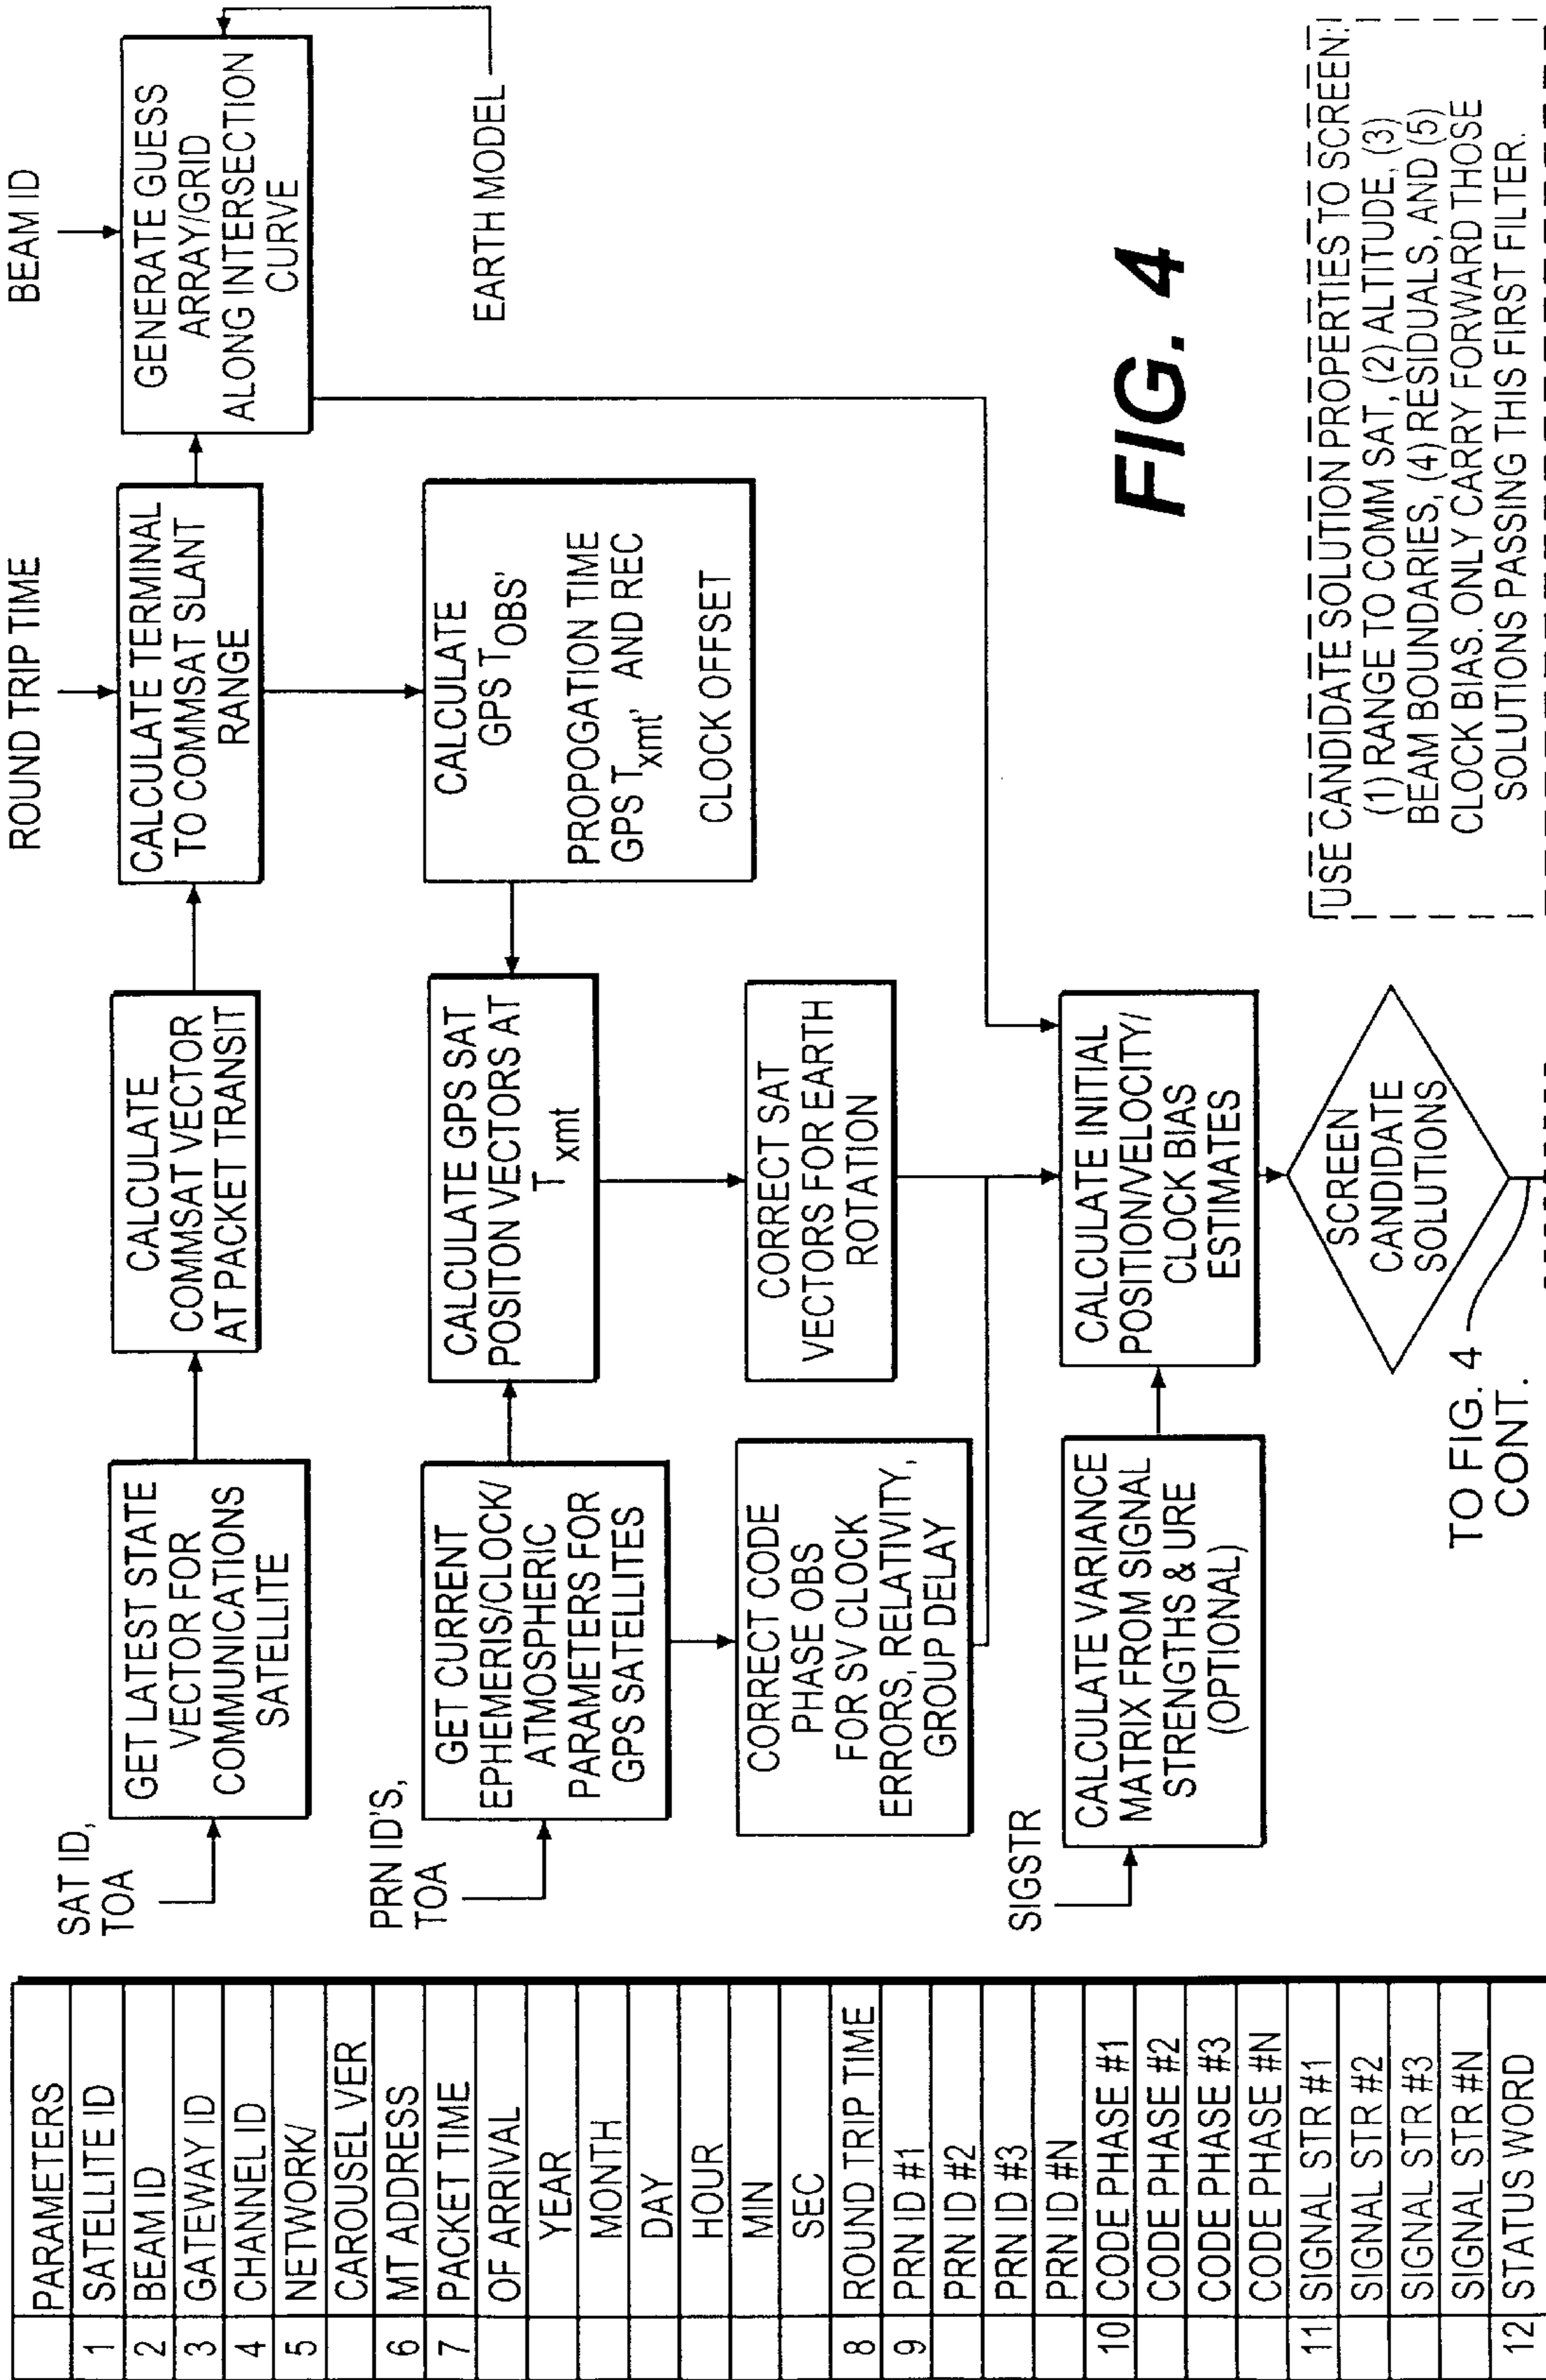 PARAMETERS
1 SATELLITE ID
2 BEAM ID
3 GATEWAY ID
4 CHANNEL ID
5 NETWORK/
CAROUSEL VER
6 MT ADDRESS
7 PACKET TIME
OF ARRIVAL
YEAR
MONTH
DAY
HOUR
MIN
SEC
8 ROUND TRIP TIME
9 PRN ID #1
PRN ID #2
PRN ID #3
PRN ID #N
10 CODE PHASE #1
CODE PHASE #2
CODE PHASE #3
CODE PHASE #N
11 SIGNAL STR #1
SIGNAL STR #2
SIGNAL STR #3
SIGNAL STR #N
12 STATUS WORD
SAT ID,
TOA
GET LATEST STATE
VECTOR FOR
COMMUNICATIONS
SATELLITE
CALCULATE
COMMSAT VECTOR
AT PACKET TRANSIT
ROUND TRIP TIME
CALCULATE TERMINAL
TO COMMSAT SLANT
RANGE
BEAM ID
GENERATE GUESS
ARRAY/GRID
ALONG INTERSECTION
CURVE
EARTH MODEL
PRN ID'S,
TOA
GET CURRENT
EPHEMERIS/CLOCK/
ATMOSPHERIC
PARAMETERS FOR
GPS SATELLITES
CALCULATE GPS SAT
POSITON VECTORS AT
T xmt
CALCULATE
GPS T OBS'
PROPOGATION TIME
GPS T xmt' AND REC
CLOCK OFFSET
CORRECT CODE
PHASE OBS
FOR SV CLOCK
ERRORS, RELATIVITY,
GROUP DELAY
CORRECT SAT
VECTORS FOR EARTH
ROTATION
SIGSTR
CALCULATE VARIANCE
MATRIX FROM SIGNAL
STRENGTHS & URE
(OPTIONAL)
CALCULATE INITIAL
POSITION/VELOCITY/
CLOCK BIAS
ESTIMATES
SCREEN
CANDIDATE
SOLUTIONS
TO FIG. 4
CONT.
FIG. 4
USE CANDIDATE SOLUTION PROPERTIES TO SCREEN:
(1) RANGE TO COMM SAT, (2) ALTITUDE, (3)
BEAM BOUNDARIES, (4) RESIDUALS, AND (5)
CLOCK BIAS. ONLY CARRY FORWARD THOSE
SOLUTIONS PASSING THIS FIRST FILTER.